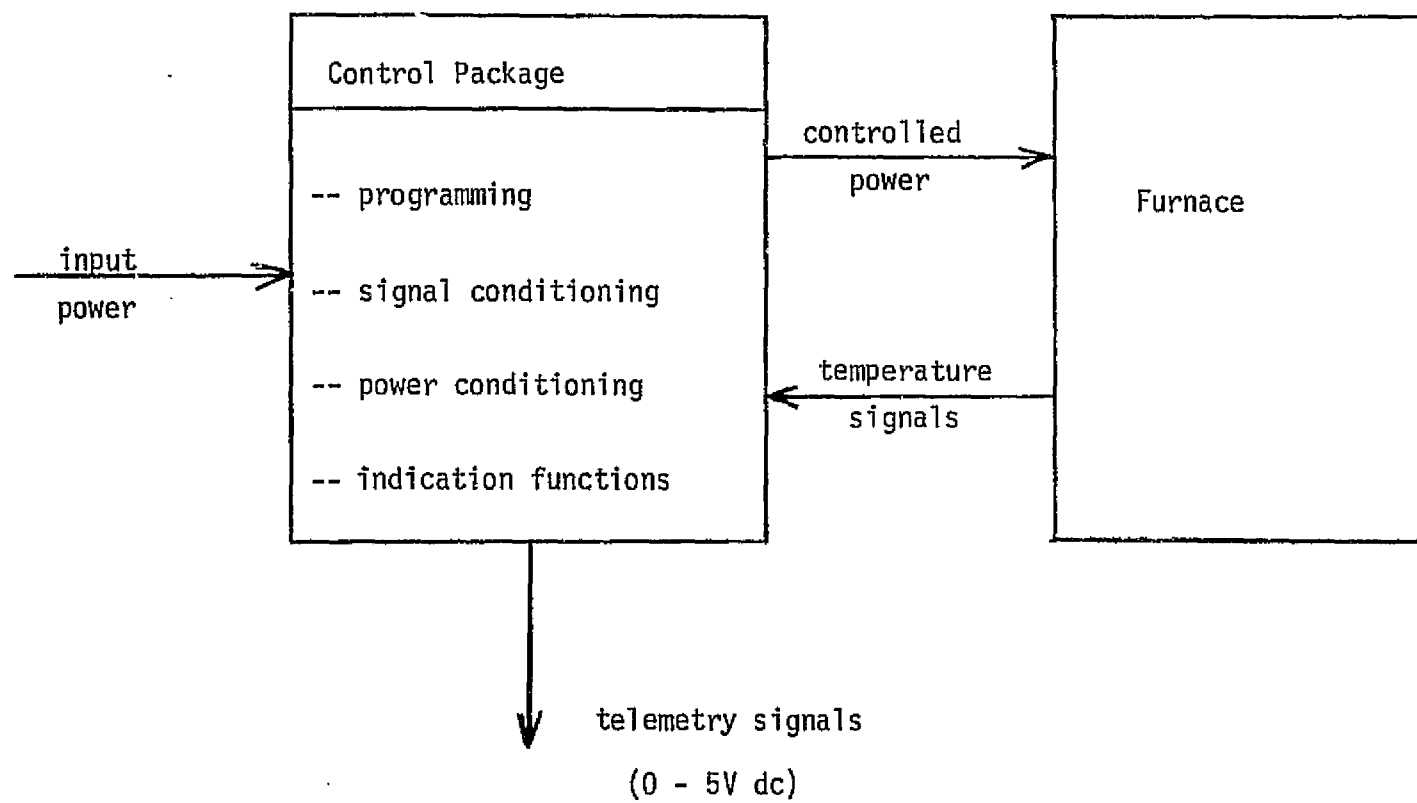 Control Package
-- programming
-- signal conditioning
-- power conditioning
-- indication functions
input
power
controlled
power
temperature
signals
Furnace
telemetry signals
(0 - 5V dc)